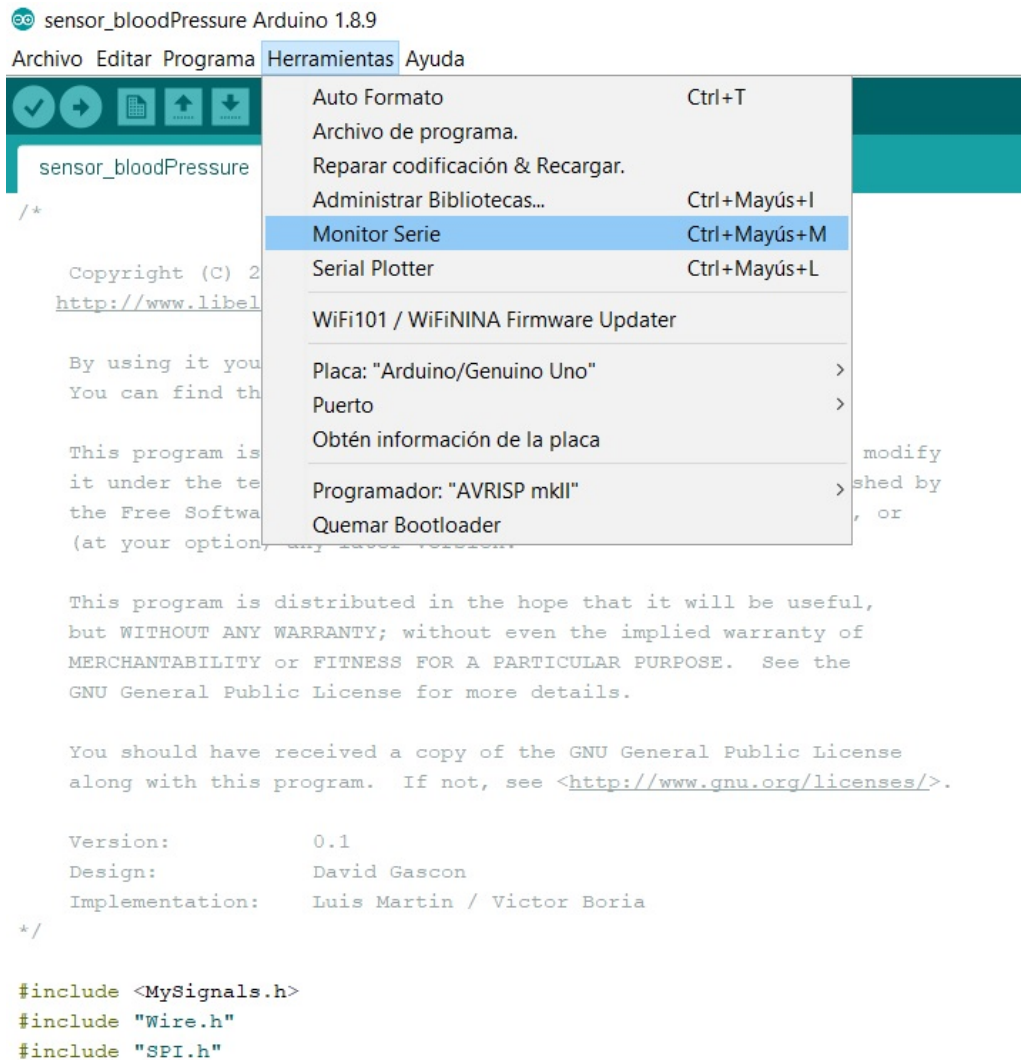 sensor_bloodPressure Arduino 1.8.9
Archivo Editar Programa Herramientas Ayuda
Auto Formato Ctrl+T
Archivo de programa.
Reparar codificación & Recargar.
Administrar Bibliotecas... Ctrl+Mayús+I
Monitor Serie Ctrl+Mayús+M
Serial Plotter Ctrl+Mayús+L
WiFi101 / WiFiNINA Firmware Updater
Placa: "Arduino/Genuino Uno"
Puerto
Obtén información de la placa
Programador: "AVRISP mkII"
Quemar Bootloader
sensor_bloodPressure
/*
Copyright (C) 2
http://www.libel
By using it you
You can find th
This program is modify
it under the te shed by
the Free Softwa , or
(at your option) any later version.
This program is distributed in the hope that it will be useful,
but WITHOUT ANY WARRANTY; without even the implied warranty of
MERCHANTABILITY or FITNESS FOR A PARTICULAR PURPOSE. See the
GNU General Public License for more details.
You should have received a copy of the GNU General Public License
along with this program. If not, see <http://www.gnu.org/licenses/>.
Version: 0.1
Design: David Gascon
Implementation: Luis Martin / Victor Boria
*/
#include <MySignals.h>
#include "Wire.h"
#include "SPI.h"